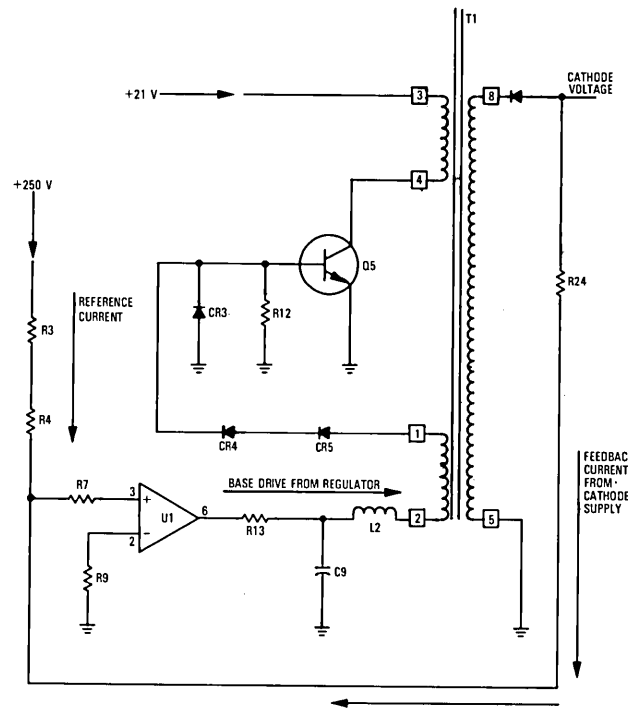 T1
+21 V
3
8
CATHODE
VOLTAGE
4
+250 V
Q5
R24
REFERENCE
CURRENT
CR3
R12
R3
R4
1
CR4
CR5
FEEDBACK
CURRENT
FROM
CATHODE
SUPPLY
BASE DRIVE FROM REGULATOR
R7
3
+
U1
6
−
2
R13
L2
2
5
R9
C9